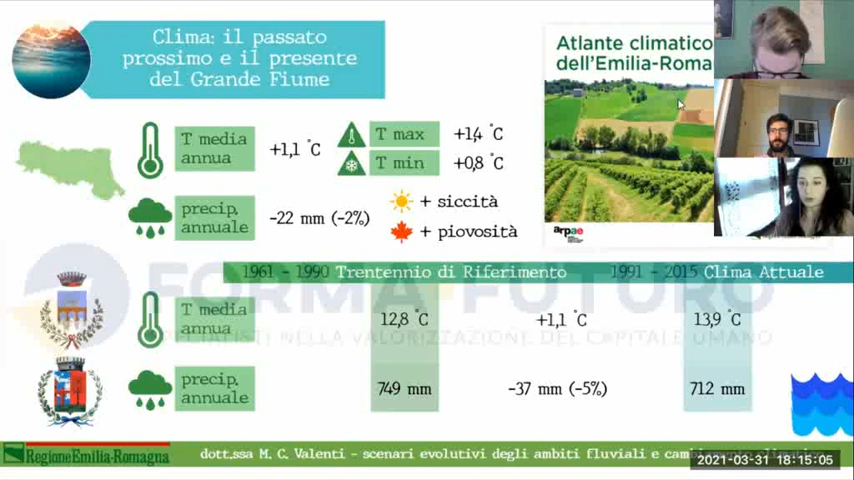 Clima: il passato
prossimo e il presente
del Grande Fiume
Atlante climatico
dell'Emilia-Roma
T media
annua
+1,1 °C
T max
+1,4 °C
T min
+0,8 °C
precip.
annuale
-22 mm (-2%)
+ siccità
+ piovosità
arpae
1961 - 1990 Trentennio di Riferimento
1991 - 2015 Clima Attuale
FORMA FUTURO
SPECIALISTI NELLA VALORIZZAZIONE DEL CAPITALE UMANO
T media
annua
12,8 °C
+1,1 °C
13,9 °C
precip.
annuale
749 mm
-37 mm (-5%)
712 mm
RegioneEmilia-Romagna
dott.ssa M. C. Valenti - scenari evolutivi degli ambiti fluviali e
2021-03-31 18:15:05